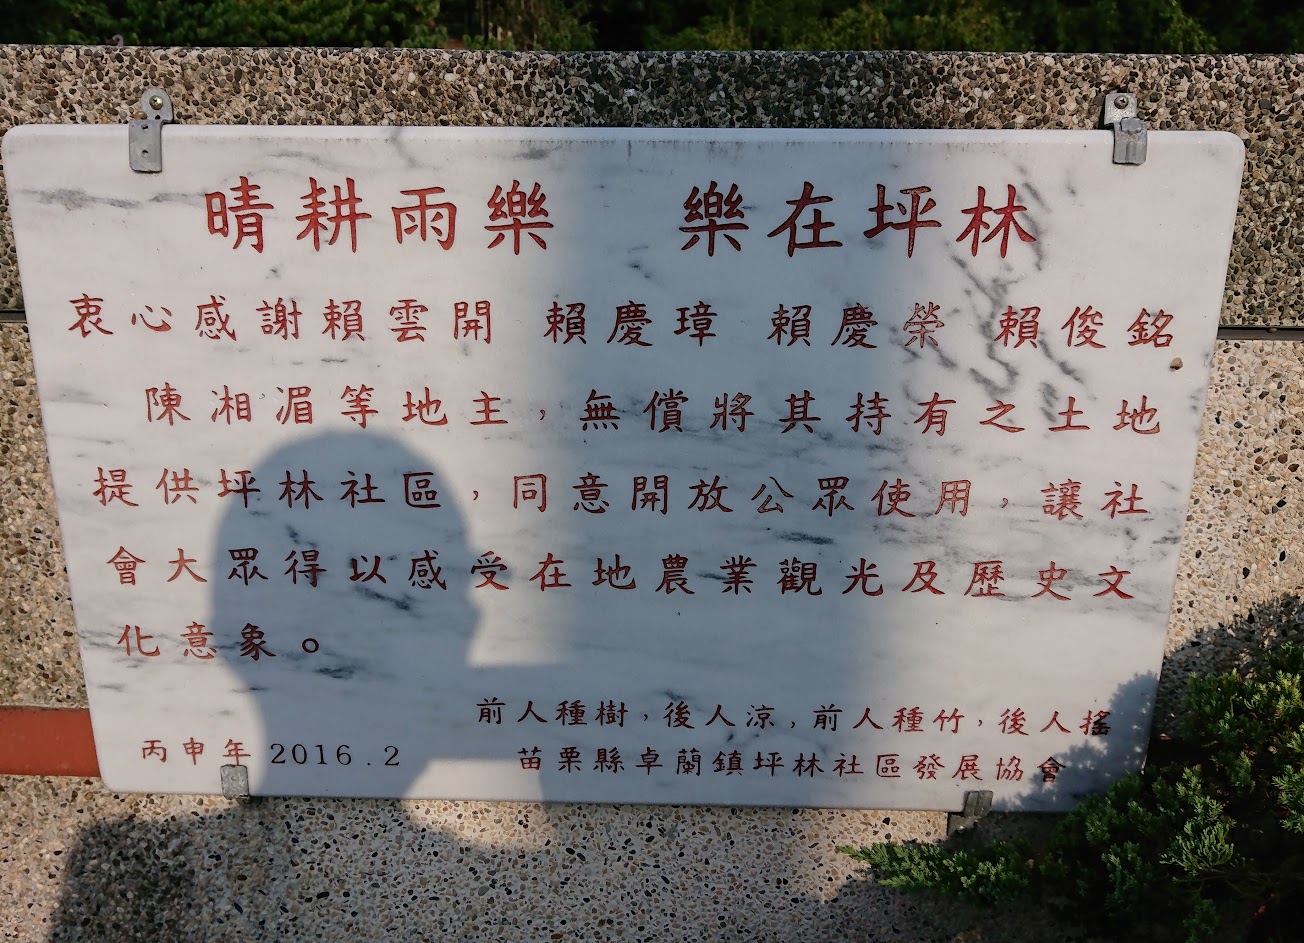 晴耕雨樂　樂在坪林
衷心感謝賴雲開 賴慶璋 賴慶榮 賴俊銘
陳湘湄等地主，無償將其持有之土地
提供坪林社區，同意開放公眾使用，讓社
會大眾得以感受在地農業觀光及歷史文
化意象。
前人種樹，後人涼，前人種竹，後人搖
丙申年 2016.2
苗栗縣卓蘭鎮坪林社區發展協會